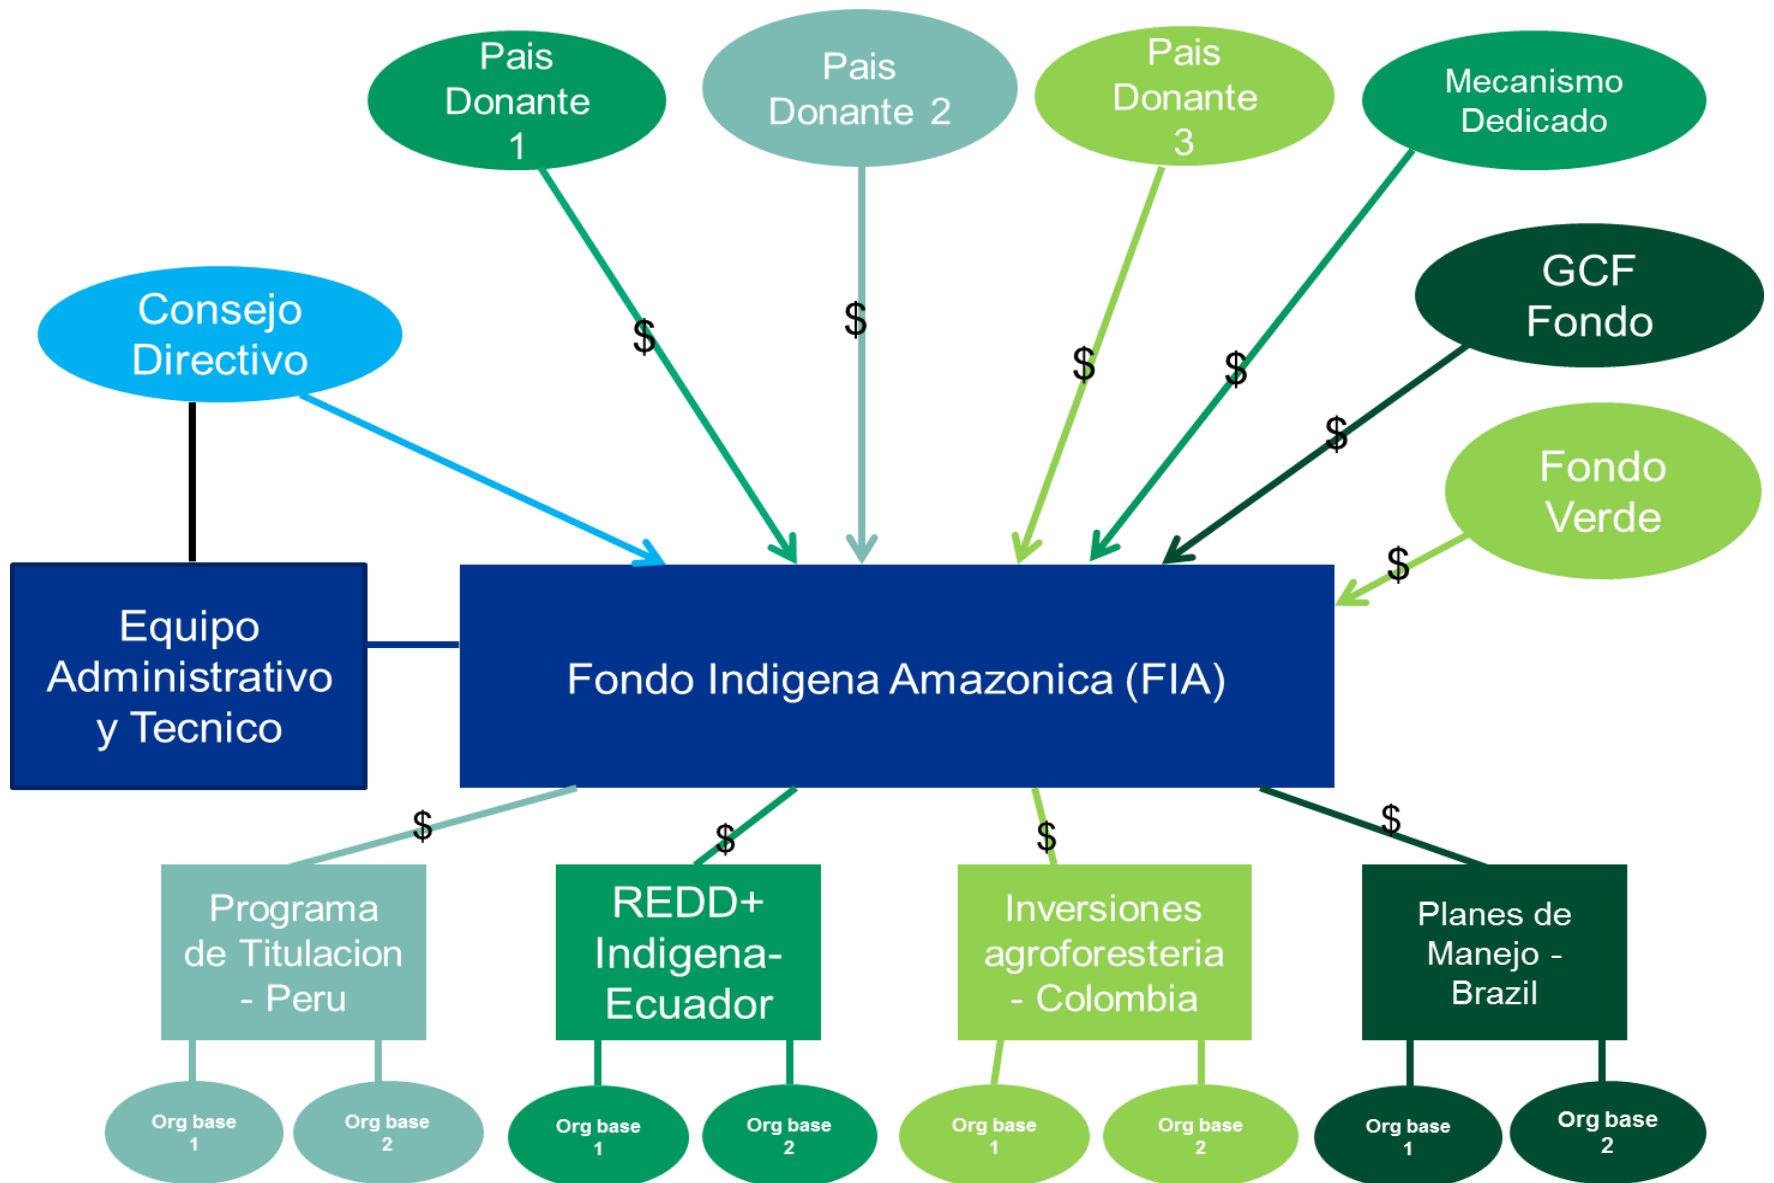 Pais
Donante
1
Pais
Donante 2
Pais
Donante
3
Mecanismo
Dedicado
GCF
Fondo
Consejo
Directivo
$
$
$
$
$
Fondo
Verde
$
Equipo
Administrativo
y Tecnico
Fondo Indigena Amazonica (FIA)
$
$
$
$
Programa
de Titulacion
- Peru
REDD+
Indigena-
Ecuador
Inversiones
agroforesteria
- Colombia
Planes de
Manejo -
Brazil
Org base
1
Org base
2
Org base
1
Org base
2
Org base
1
Org base
2
Org base
1
Org base
2